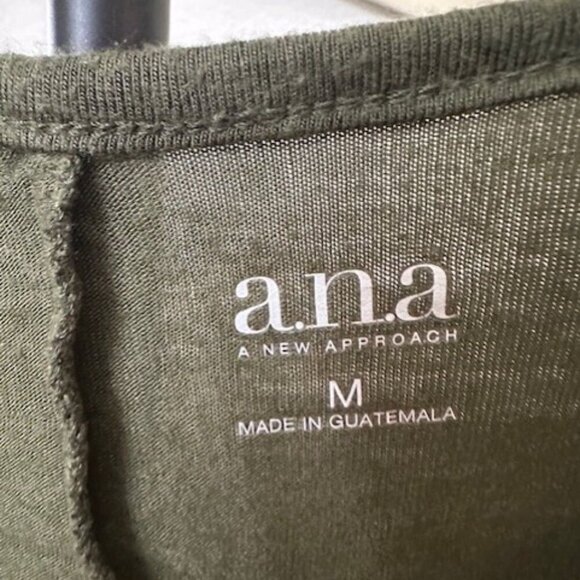 a.n.a
A NEW APPROACH
M
MADE IN GUATEMALA